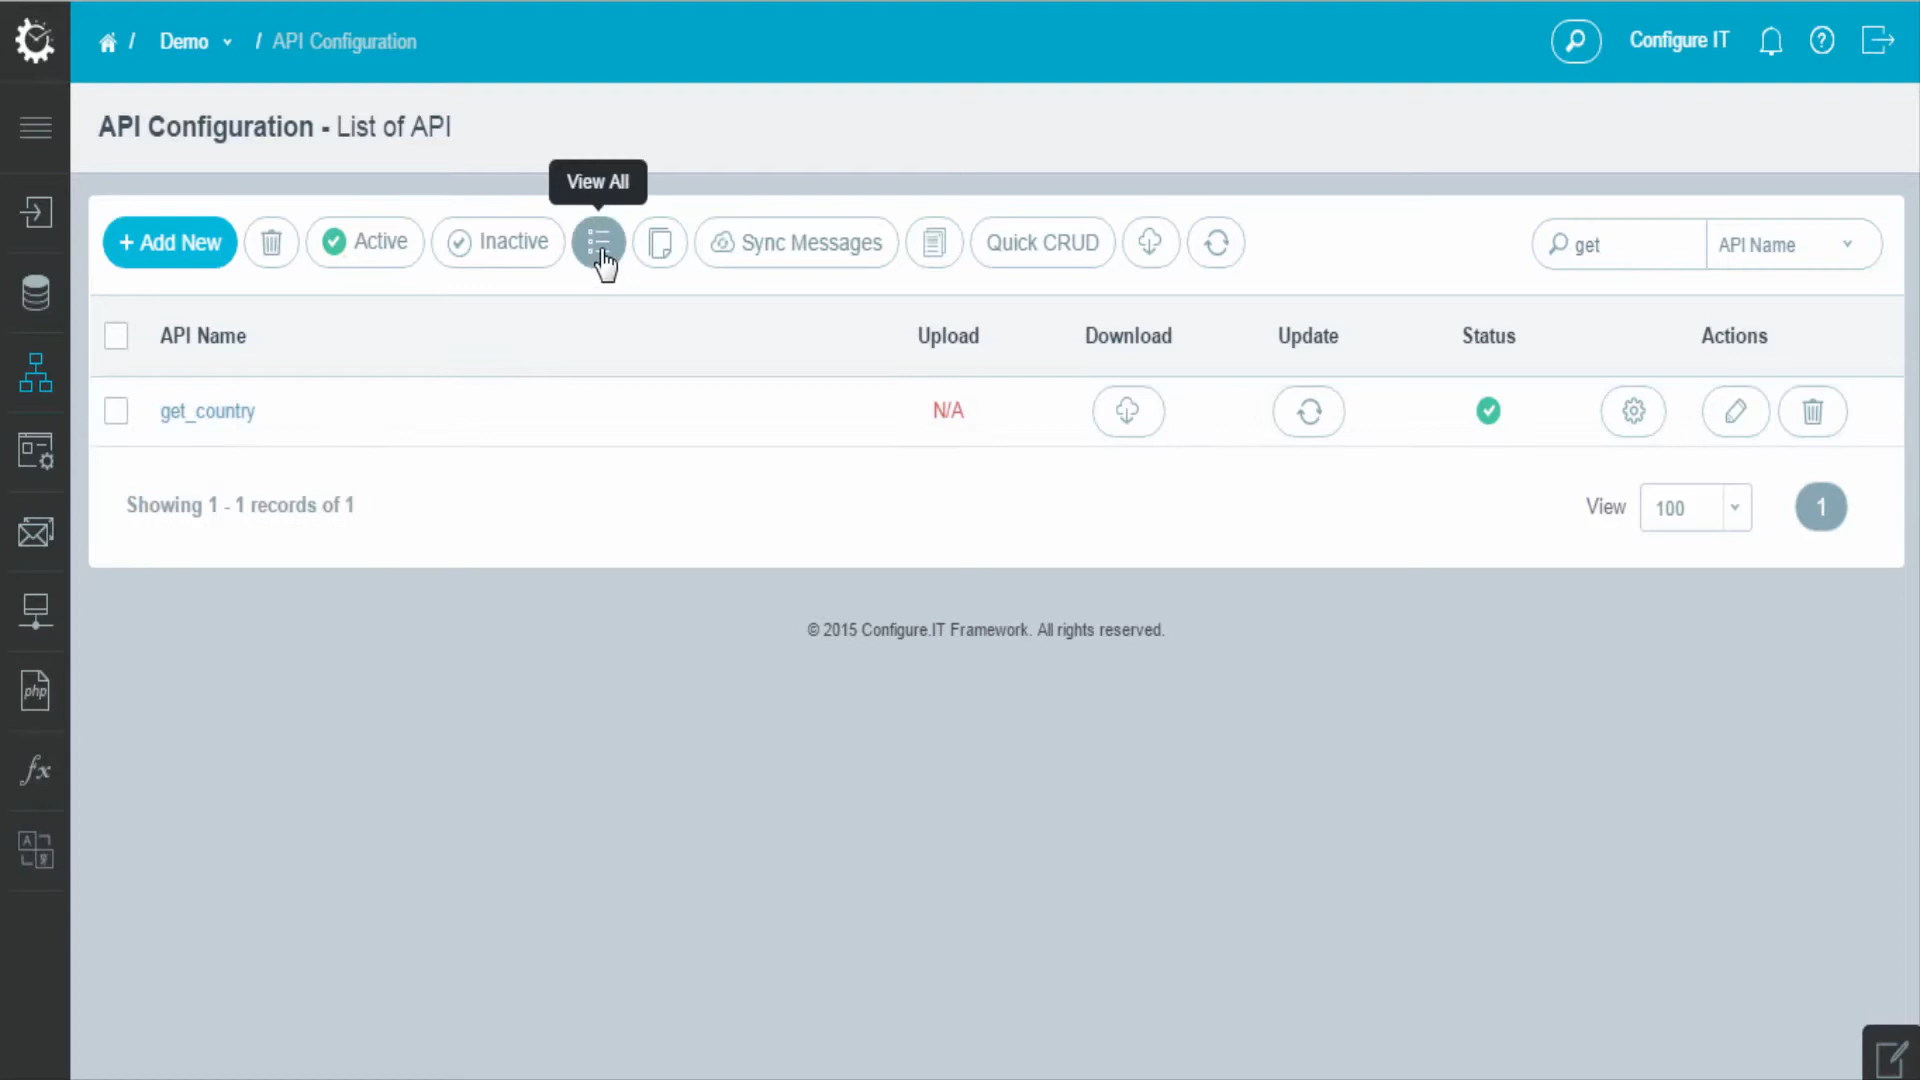 / Demo / API Configuration
Configure IT
API Configuration - List of API
View All
+ Add New
Active
Inactive
Sync Messages
Quick CRUD
get
API Name
API Name Upload Download Update Status Actions
get_country N/A
Showing 1 - 1 records of 1
View 100 1
© 2015 Configure.IT Framework. All rights reserved.
php
fx
A